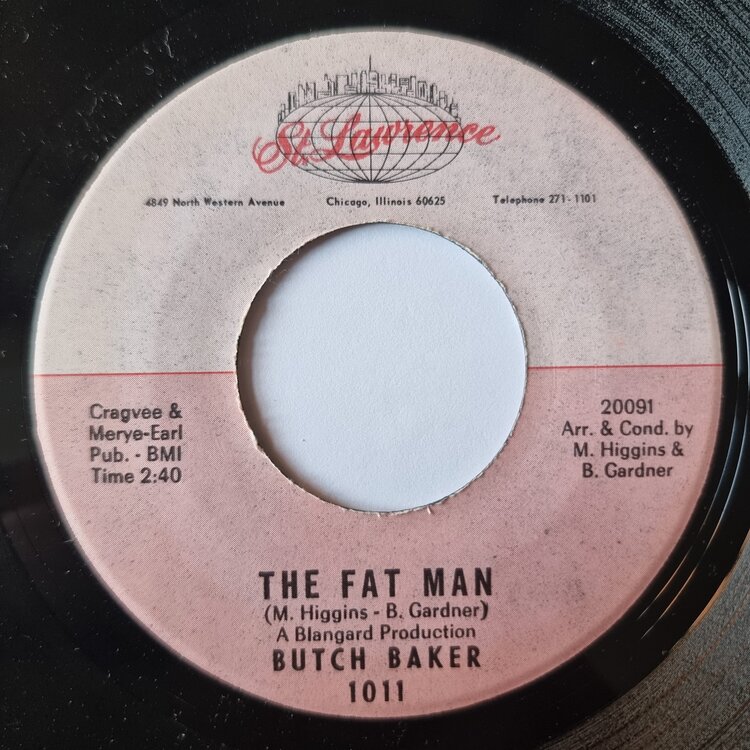 St. Lawrence
4849 North Western Avenue Chicago, Illinois 60625 Telephone 271-1101
Cragvee &
Merye-Earl
Pub. - BMI
Time 2:40
20091
Arr. & Cond. by
M. Higgins &
B. Gardner
THE FAT MAN
(M. Higgins - B. Gardner)
A Blangard Production
BUTCH BAKER
1011